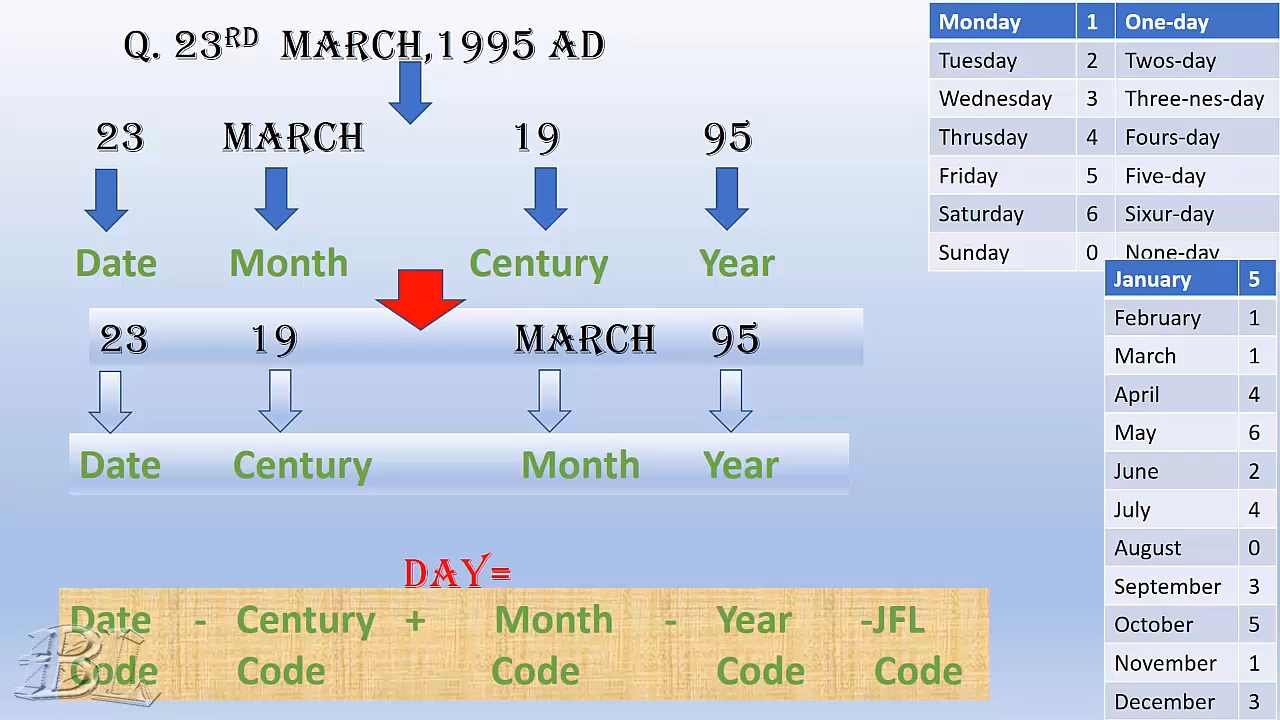 Q. 23RD MARCH,1995 AD
23 MARCH 19 95
Date Month Century Year
23 19 MARCH 95
Date Century Month Year
DAY=
Date - Century + Month - Year -JFL
Code Code Code Code Code
BL
Monday 1 One-day
Tuesday 2 Twos-day
Wednesday 3 Three-nes-day
Thrusday 4 Fours-day
Friday 5 Five-day
Saturday 6 Sixur-day
Sunday 0 None-day
January 5
February 1
March 1
April 4
May 6
June 2
July 4
August 0
September 3
October 5
November 1
December 3